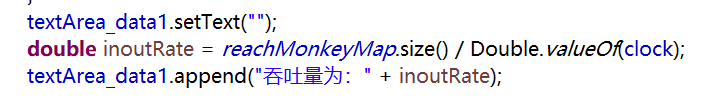 textArea_data1.setText("");
double inoutRate = reachMonkeyMap.size() / Double.valueOf(clock);
textArea_data1.append("吞吐量为：" + inoutRate);